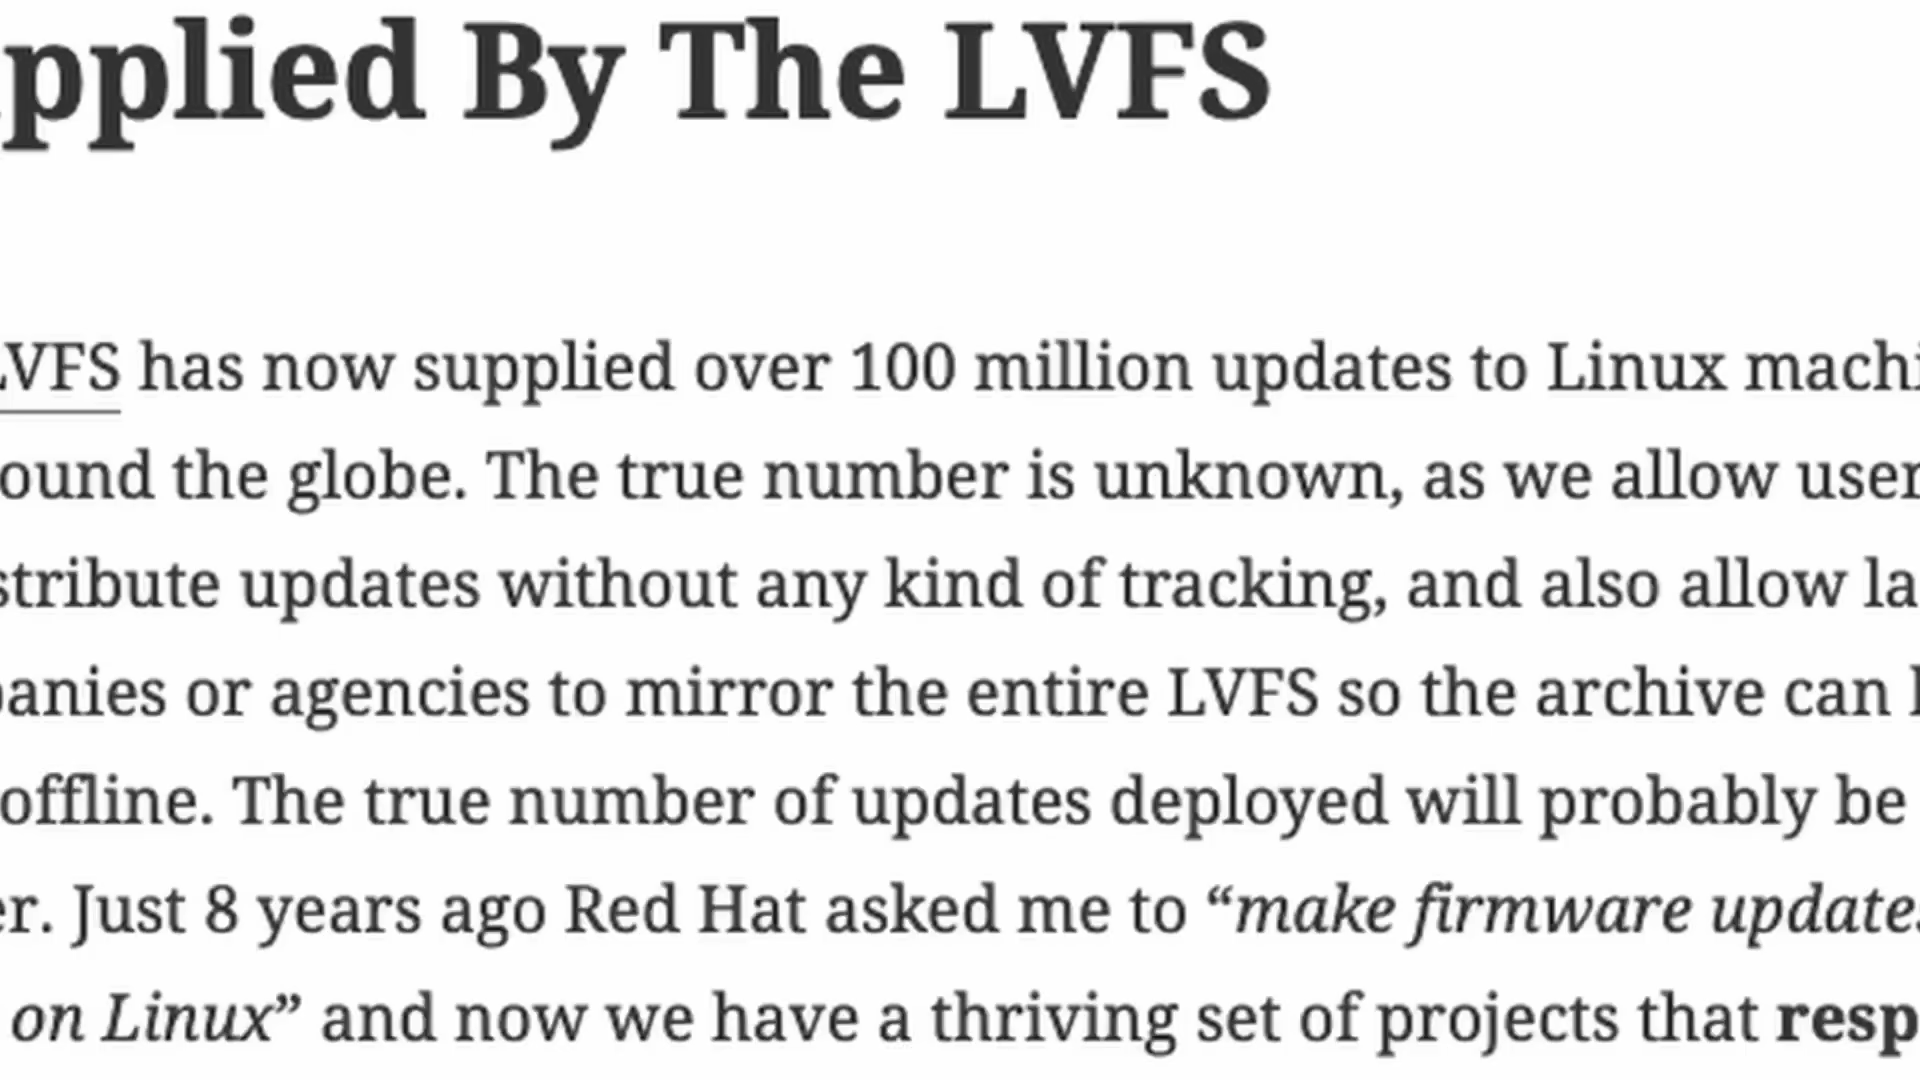 pplied By The LVFS
LVFS has now supplied over 100 million updates to Linux machi
ound the globe. The true number is unknown, as we allow user
stribute updates without any kind of tracking, and also allow la
panies or agencies to mirror the entire LVFS so the archive can
offline. The true number of updates deployed will probably be
er. Just 8 years ago Red Hat asked me to “make firmware updates
on Linux” and now we have a thriving set of projects that resp